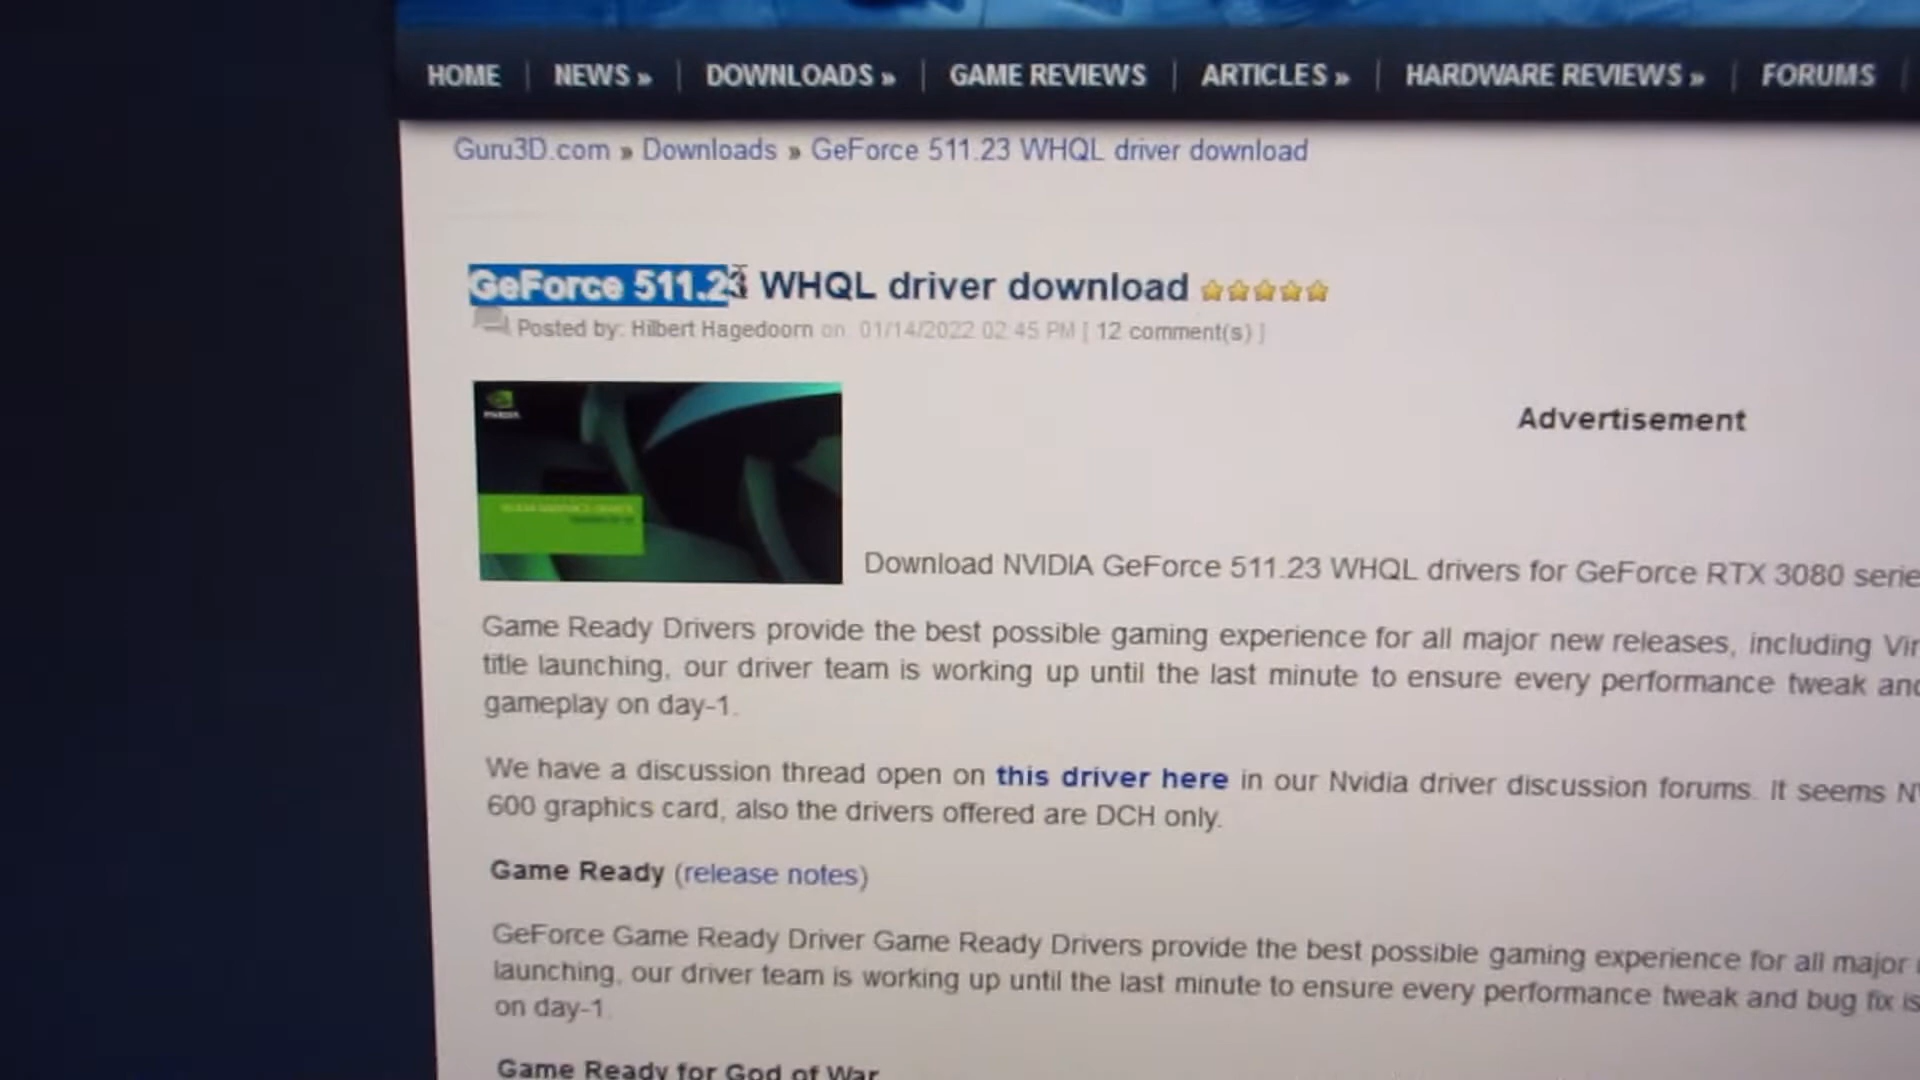 HOME NEWS » DOWNLOADS » GAME REVIEWS ARTICLES » HARDWARE REVIEWS » FORUMS
Guru3D.com » Downloads » GeForce 511.23 WHQL driver download
GeForce 511.23 WHQL driver download
Posted by: Hilbert Hagedoorn on: 01/14/2022 02:45 PM [ 12 comment(s) ]
NVIDIA
Advertisement
Download NVIDIA GeForce 511.23 WHQL drivers for GeForce RTX 3080 serie
Game Ready Drivers provide the best possible gaming experience for all major new releases, including Vir
title launching, our driver team is working up until the last minute to ensure every performance tweak and
gameplay on day-1.
We have a discussion thread open on this driver here in our Nvidia driver discussion forums. It seems NV
600 graphics card, also the drivers offered are DCH only.
Game Ready (release notes)
GeForce Game Ready Driver Game Ready Drivers provide the best possible gaming experience for all major
launching, our driver team is working up until the last minute to ensure every performance tweak and bug fix is
on day-1.
Game Ready for God of War